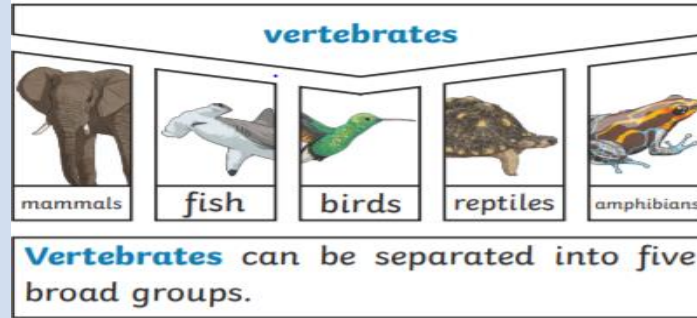 vertebrates
mammals fish birds reptiles amphibians
Vertebrates can be separated into five
broad groups.